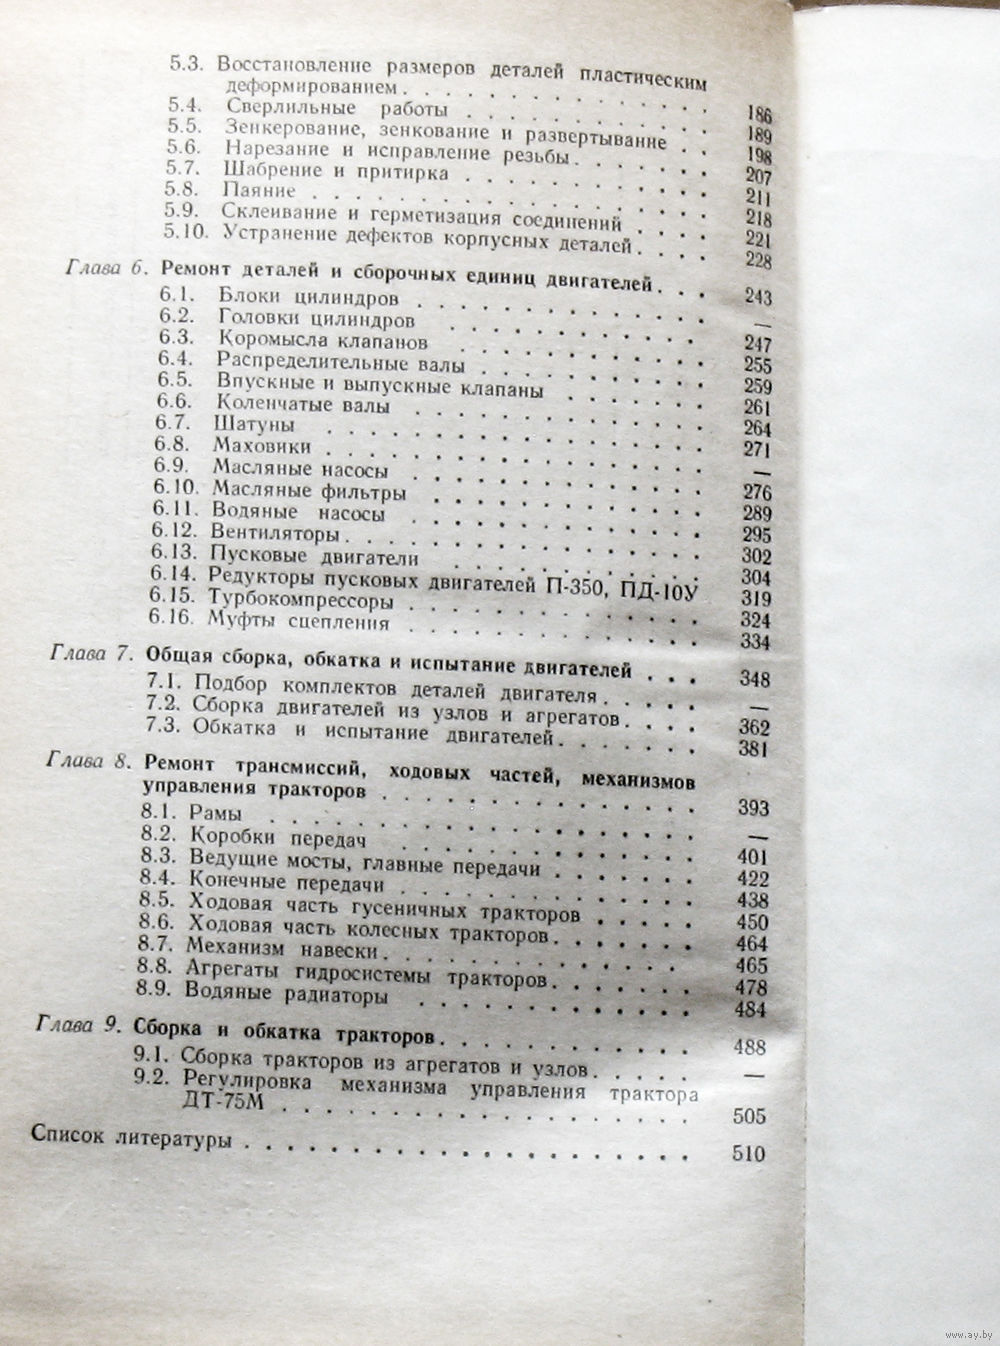 5.3. Восстановление размеров деталей пластическим
деформированием . . . . . . . . . . . . 186
5.4. Сверлильные работы . . . . . . . . . . 189
5.5. Зенкерование, зенкование и развертывание . . 198
5.6. Нарезание и исправление резьбы . . . . . . 207
5.7. Шабрение и притирка . . . . . . . . . . 211
5.8. Паяние . . . . . . . . . . . . . . . . 218
5.9. Склеивание и герметизация соединений . . . . 221
5.10. Устранение дефектов корпусных деталей . . . . 228
Глава 6. Ремонт деталей и сборочных единиц двигателей . . . 243
6.1. Блоки цилиндров . . . . . . . . . . . . —
6.2. Головки цилиндров . . . . . . . . . . . 247
6.3. Коромысла клапанов . . . . . . . . . . . 255
6.4. Распределительные валы . . . . . . . . . . 259
6.5. Впускные и выпускные клапаны . . . . . . . 261
6.6. Коленчатые валы . . . . . . . . . . . . 264
6.7. Шатуны . . . . . . . . . . . . . . . . 271
6.8. Маховики . . . . . . . . . . . . . . . —
6.9. Масляные насосы . . . . . . . . . . . . 276
6.10. Масляные фильтры . . . . . . . . . . . 289
6.11. Водяные насосы . . . . . . . . . . . . 295
6.12. Вентиляторы . . . . . . . . . . . . . . 302
6.13. Пусковые двигатели . . . . . . . . . . . 304
6.14. Редукторы пусковых двигателей П-350, ПД-10У 319
6.15. Турбокомпрессоры . . . . . . . . . . . . 324
6.16. Муфты сцепления . . . . . . . . . . . . 334
Глава 7. Общая сборка, обкатка и испытание двигателей . . . 348
7.1. Подбор комплектов деталей двигателя . . . . . —
7.2. Сборка двигателей из узлов и агрегатов . . . . 362
7.3. Обкатка и испытание двигателей . . . . . . . 381
Глава 8. Ремонт трансмиссий, ходовых частей, механизмов
управления тракторов . . . . . . . . . . . . . 393
8.1. Рамы . . . . . . . . . . . . . . . . . —
8.2. Коробки передач . . . . . . . . . . . . 401
8.3. Ведущие мосты, главные передачи . . . . . . 422
8.4. Конечные передачи . . . . . . . . . . . . 438
8.5. Ходовая часть гусеничных тракторов . . . . . 450
8.6. Ходовая часть колесных тракторов . . . . . . 464
8.7. Механизм навески . . . . . . . . . . . . 465
8.8. Агрегаты гидросистемы тракторов . . . . . . . 478
8.9. Водяные радиаторы . . . . . . . . . . . . 484
Глава 9. Сборка и обкатка тракторов . . . . . . . . . . 488
9.1. Сборка тракторов из агрегатов и узлов . . . . . —
9.2. Регулировка механизма управления трактора
ДТ-75М . . . . . . . . . . . . . . . . . 505
Список литературы . . . . . . . . . . . . . . . . . 510
www.ay.by